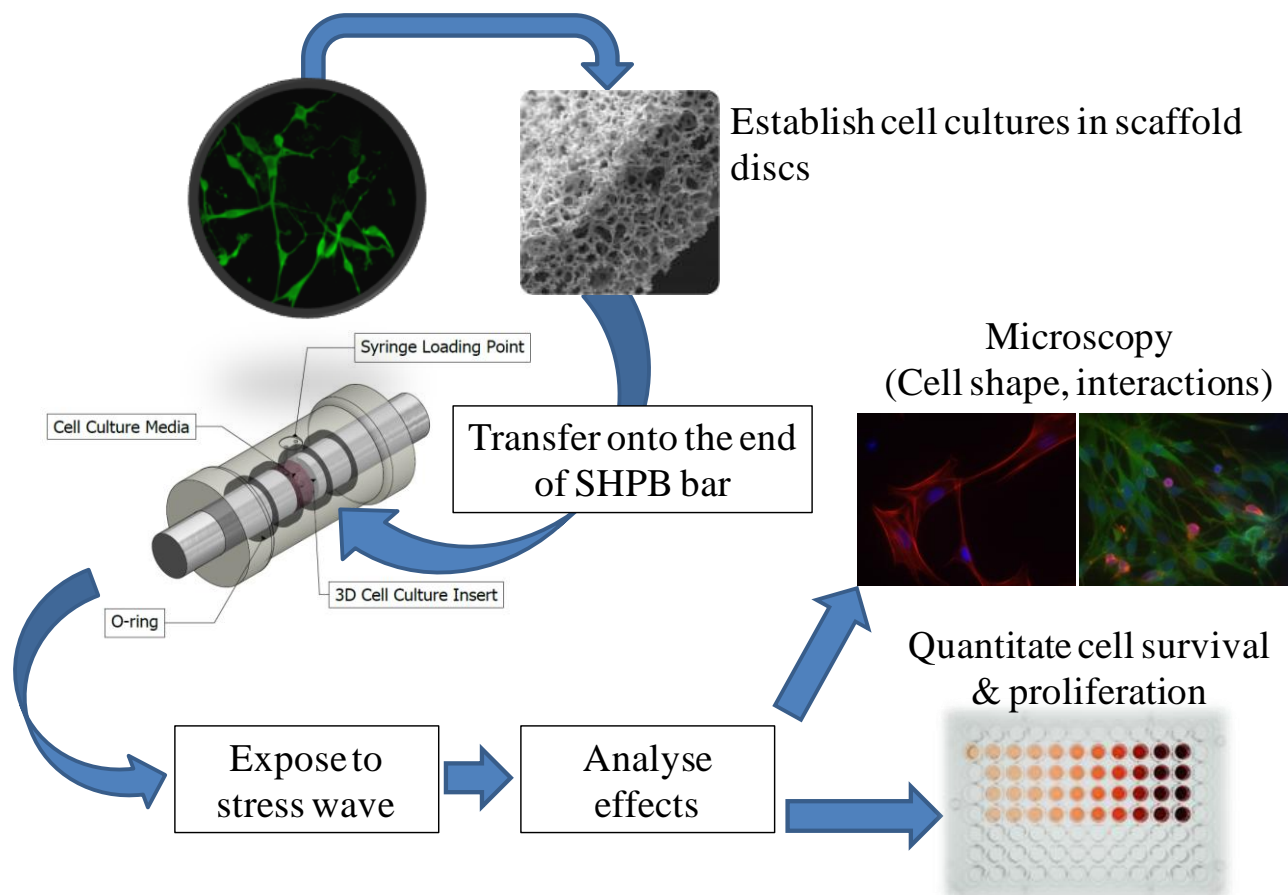 Establish cell cultures in scaffold
discs
Syringe Loading Point
Cell Culture Media
Transfer onto the end
of SHPB bar
3D Cell Culture Insert
O-ring
Microscopy
(Cell shape, interactions)
Quantitate cell survival
& proliferation
Expose to
stress wave
Analyse
effects